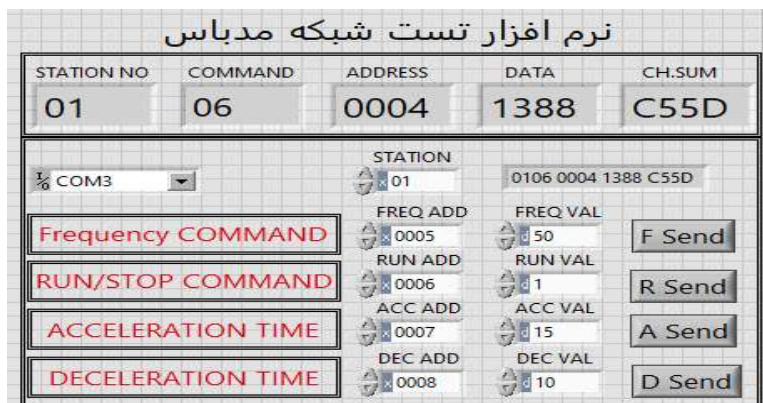 نرم افزار تست شبکه مدباس
STATION NO COMMAND ADDRESS DATA CH.SUM
01 06 0004 1388 C55D
STATION
COM3 x 01 0106 0004 1388 C55D
FREQ ADD FREQ VAL
Frequency COMMAND x 0005 d 50 F Send
RUN ADD RUN VAL
RUN/STOP COMMAND x 0006 d 1 R Send
ACC ADD ACC VAL
ACCELERATION TIME x 0007 d 15 A Send
DEC ADD DEC VAL
DECELERATION TIME x 0008 d 10 D Send